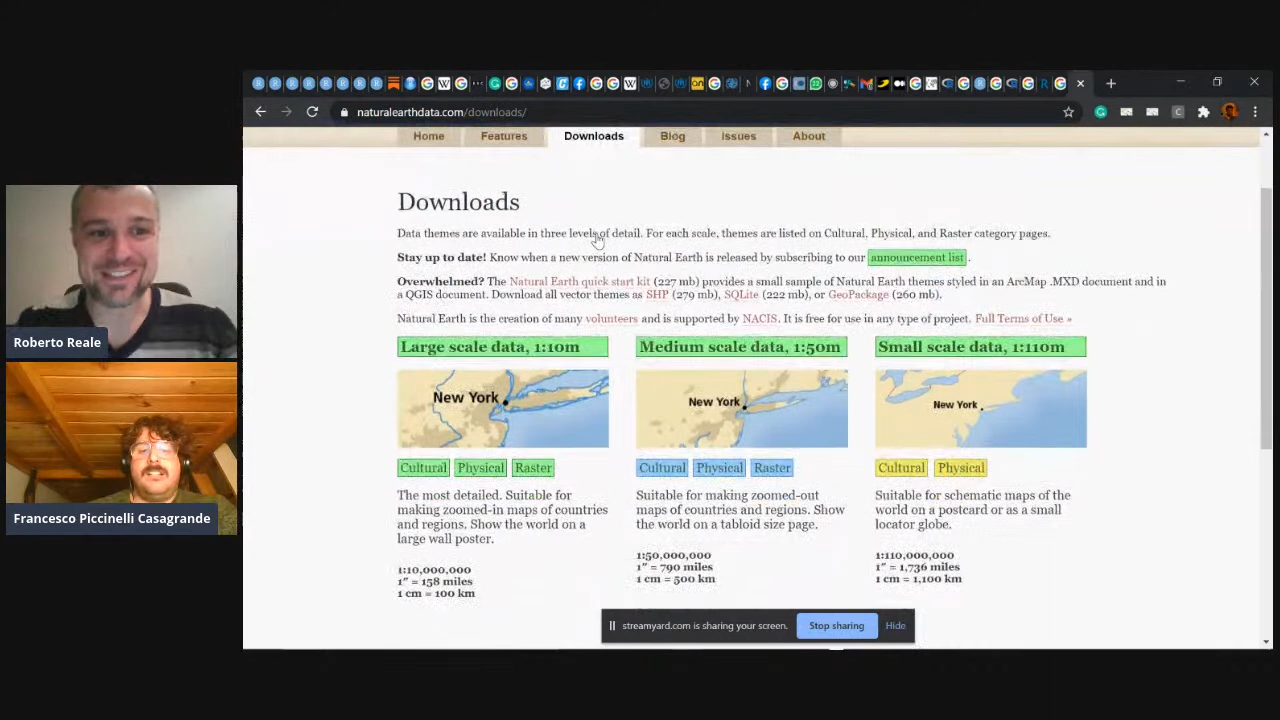 naturalearthdata.com/downloads/
Home
Features
Downloads
Blog
Issues
About
Downloads
Data themes are available in three levels of detail. For each scale, themes are listed on Cultural, Physical, and Raster category pages.
Stay up to date! Know when a new version of Natural Earth is released by subscribing to our announcement list.
Overwhelmed? The Natural Earth quick start kit (227 mb) provides a small sample of Natural Earth themes styled in an ArcMap .MXD document and in
a QGIS document. Download all vector themes as SHP (279 mb), SQLite (222 mb), or GeoPackage (260 mb).
Natural Earth is the creation of many volunteers and is supported by NACIS. It is free for use in any type of project. Full Terms of Use »
Large scale data, 1:10m
New York
Cultural Physical Raster
The most detailed. Suitable for
making zoomed-in maps of countries
and regions. Show the world on a
large wall poster.
1:10,000,000
1″ = 158 miles
1 cm = 100 km
Medium scale data, 1:50m
New York
Cultural Physical Raster
Suitable for making zoomed-out
maps of countries and regions. Show
the world on a tabloid size page.
1:50,000,000
1″ = 790 miles
1 cm = 500 km
Small scale data, 1:110m
New York
Cultural Physical
Suitable for schematic maps of the
world on a postcard or as a small
locator globe.
1:110,000,000
1″ = 1,736 miles
1 cm = 1,100 km
streamyard.com is sharing your screen.
Stop sharing
Hide
Roberto Reale
Francesco Piccinelli Casagrande